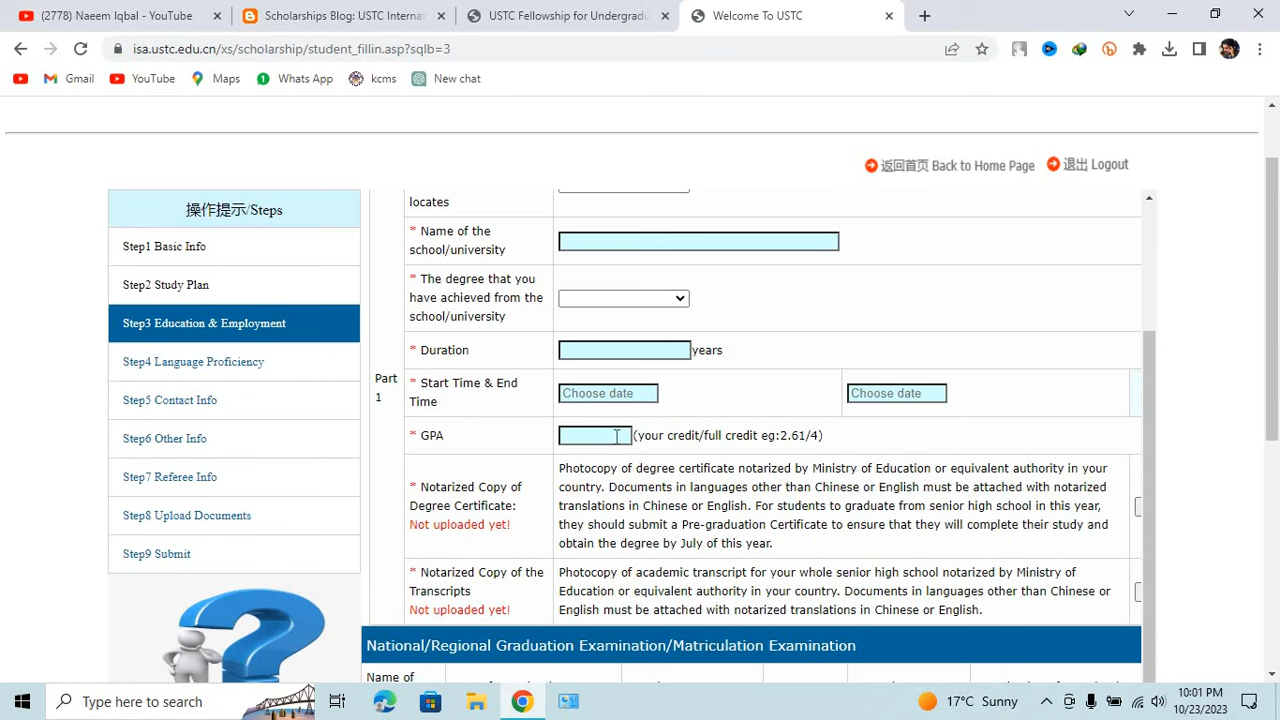 (2778) Naeem Iqbal - YouTube
Scholarships Blog: USTC Interna
USTC Fellowship for Undergradu
Welcome To USTC
isa.ustc.edu.cn/xs/scholarship/student_fillin.asp?sqlb=3
Gmail
YouTube
Maps
Whats App
kcms
New chat
返回首页 Back to Home Page
退出 Logout
操作提示/Steps
Step1 Basic Info
Step2 Study Plan
Step3 Education & Employment
Step4 Language Proficiency
Step5 Contact Info
Step6 Other Info
Step7 Referee Info
Step8 Upload Documents
Step9 Submit
Part
1
locates
* Name of the
school/university
* The degree that you
have achieved from the
school/university
* Duration
years
* Start Time & End
Time
Choose date
Choose date
* GPA
(your credit/full credit eg:2.61/4)
* Notarized Copy of
Degree Certificate:
Not uploaded yet!
Photocopy of degree certificate notarized by Ministry of Education or equivalent authority in your
country. Documents in languages other than Chinese or English must be attached with notarized
translations in Chinese or English. For students to graduate from senior high school in this year,
they should submit a Pre-graduation Certificate to ensure that they will complete their study and
obtain the degree by July of this year.
* Notarized Copy of the
Transcripts
Not uploaded yet!
Photocopy of academic transcript for your whole senior high school notarized by Ministry of
Education or equivalent authority in your country. Documents in languages other than Chinese or
English must be attached with notarized translations in Chinese or English.
National/Regional Graduation Examination/Matriculation Examination
Name of
Type here to search
17°C Sunny
10:01 PM
10/23/2023